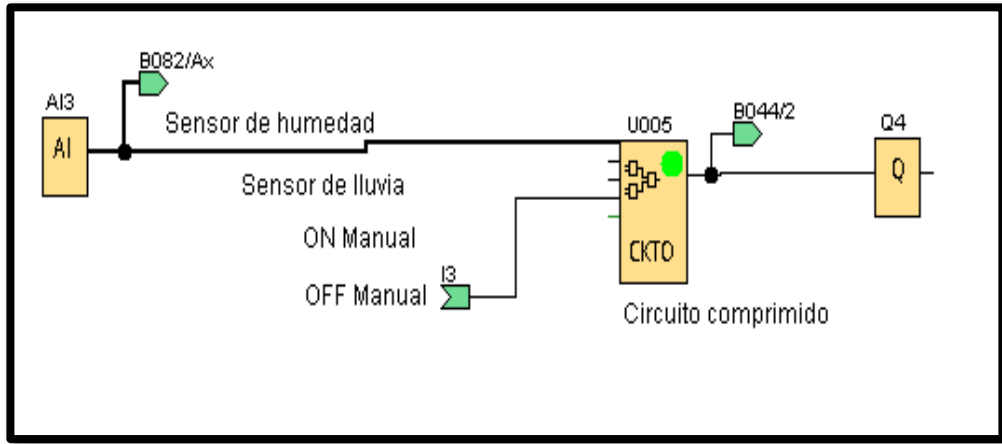 B082/Ax
AI3
AI
Sensor de humedad
U005
B044/2
Q4
Q
Sensor de lluvia
ON Manual
CKTO
I3
OFF Manual
Circuito comprimido